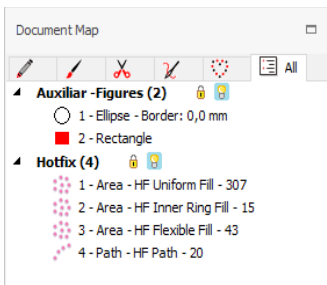 Document Map
All
Auxiliar -Figures (2)
1 - Ellipse - Border: 0,0 mm
2 - Rectangle
Hotfix (4)
1 - Area - HF Uniform Fill - 307
2 - Area - HF Inner Ring Fill - 15
3 - Area - HF Flexible Fill - 43
4 - Path - HF Path - 20